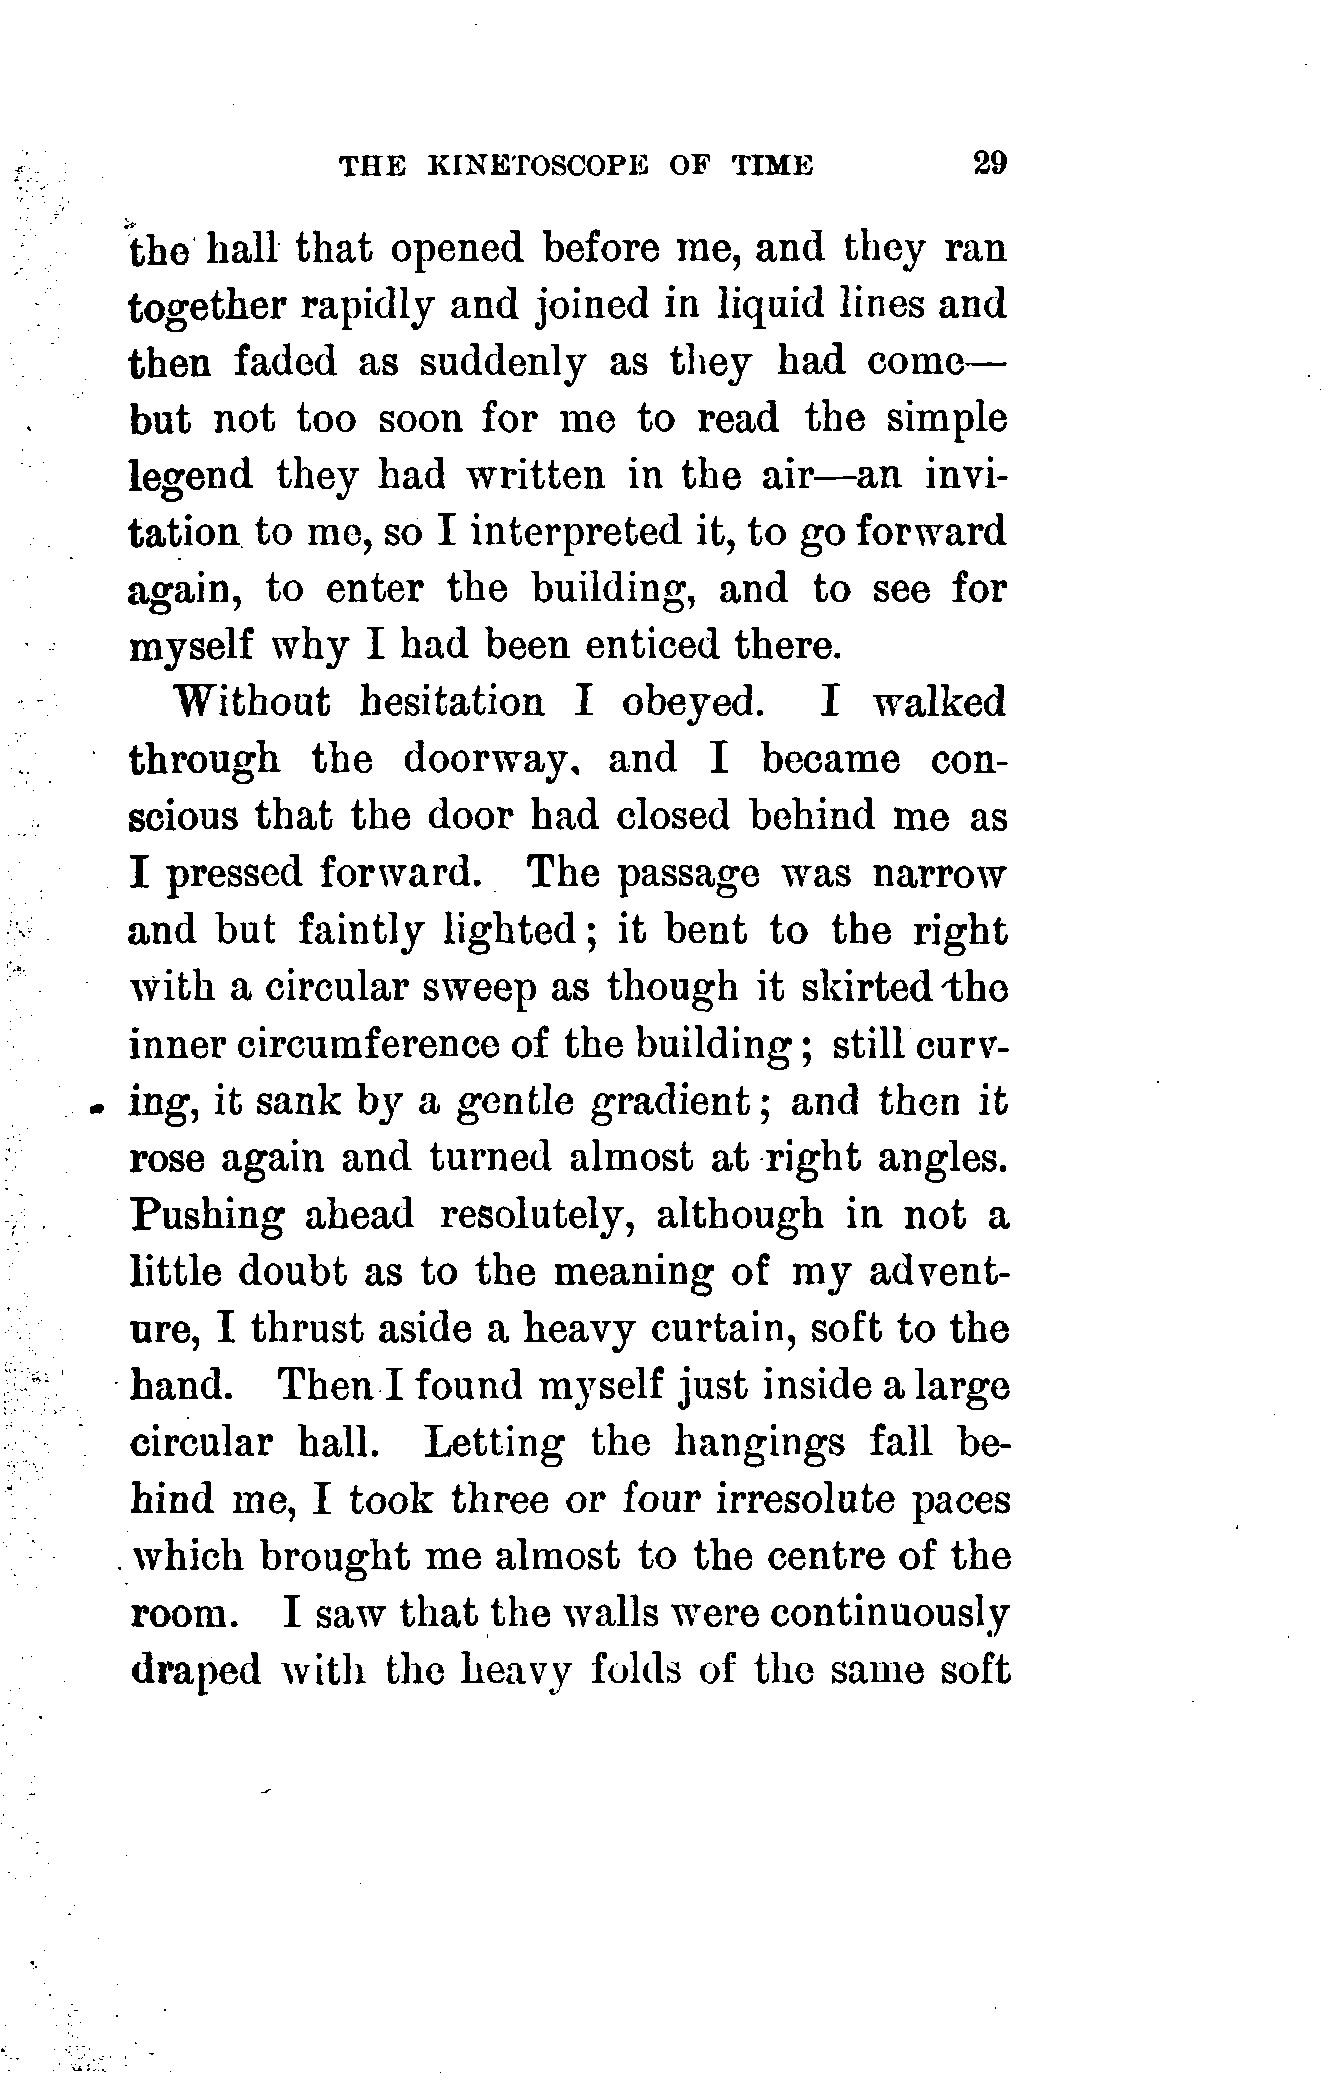 THE KINETOSCOPE OF TIME 29
the hall that opened before me, and they ran
together rapidly and joined in liquid lines and
then faded as suddenly as they had come—
but not too soon for me to read the simple
legend they had written in the air—an invi-
tation to me, so I interpreted it, to go forward
again, to enter the building, and to see for
myself why I had been enticed there.
Without hesitation I obeyed. I walked
through the doorway, and I became con-
scious that the door had closed behind me as
I pressed forward. The passage was narrow
and but faintly lighted; it bent to the right
with a circular sweep as though it skirted the
inner circumference of the building; still curv-
ing, it sank by a gentle gradient; and then it
rose again and turned almost at right angles.
Pushing ahead resolutely, although in not a
little doubt as to the meaning of my advent-
ure, I thrust aside a heavy curtain, soft to the
hand. Then I found myself just inside a large
circular hall. Letting the hangings fall be-
hind me, I took three or four irresolute paces
which brought me almost to the centre of the
room. I saw that the walls were continuously
draped with the heavy folds of the same soft